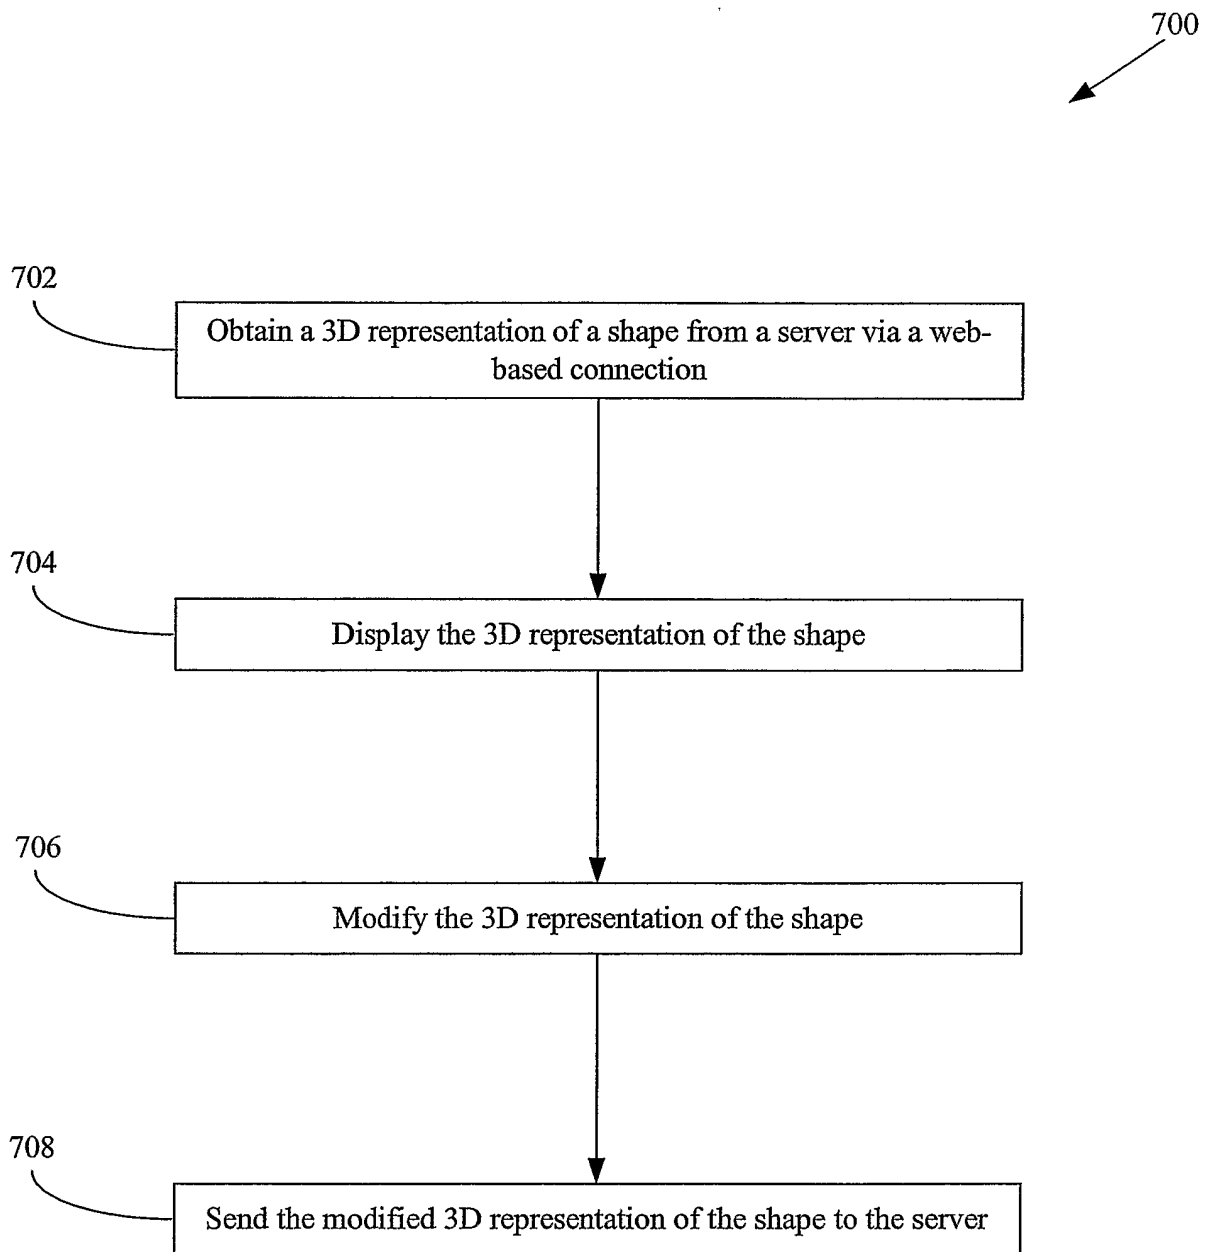 700
702
Obtain a 3D representation of a shape from a server via a web-
based connection
704
Display the 3D representation of the shape
706
Modify the 3D representation of the shape
708
Send the modified 3D representation of the shape to the server